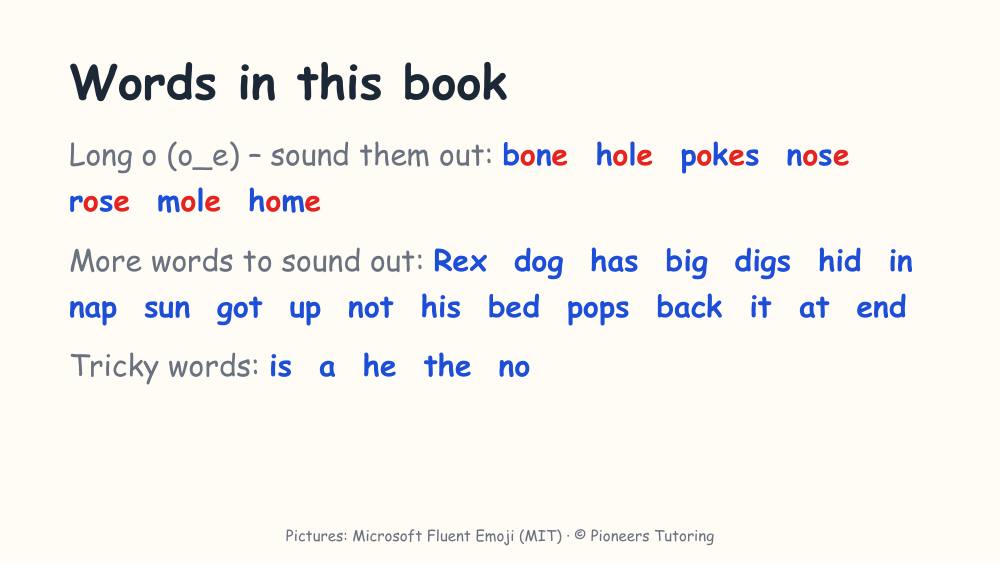 Words in this book
Long o (o_e) – sound them out: bone hole pokes nose
rose mole home
More words to sound out: Rex dog has big digs hid in
nap sun got up not his bed pops back it at end
Tricky words: is a he the no
Pictures: Microsoft Fluent Emoji (MIT) · © Pioneers Tutoring